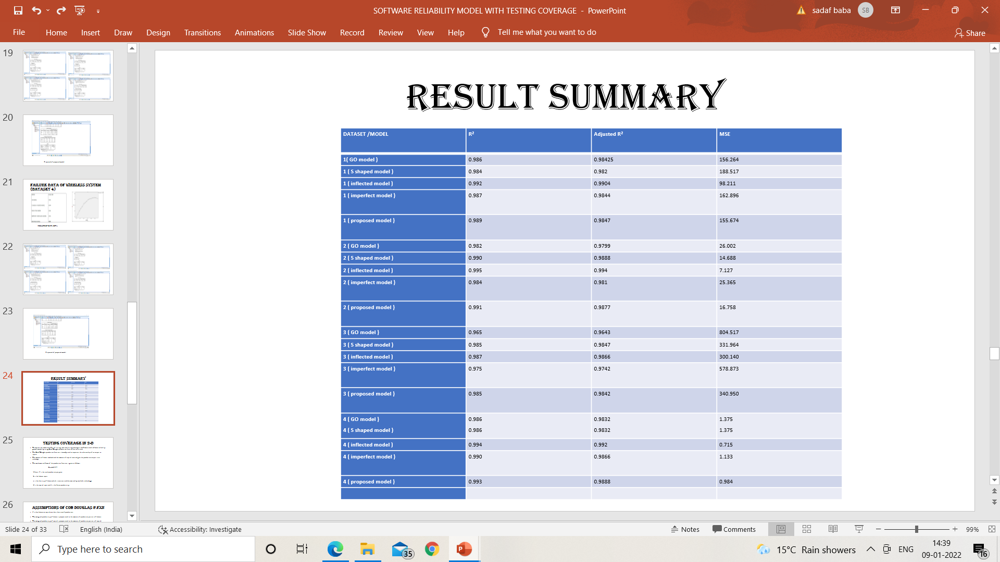 SOFTWARE RELIABILITY MODEL WITH TESTING COVERAGE - PowerPoint
sadaf baba SB
File Home Insert Draw Design Transitions Animations Slide Show Record Review View Help Tell me what you want to do Share
19
20
21
FAILURE DATA OF WIRELESS SYSTEM
(DATASET 4)
22
23
24
RESULT SUMMARY
25
TESTING COVERAGE IN 2-D
26
ASSUMPTIONS OF COB DOUGLAS P.FXN
RESULT SUMMARY
DATASET /MODEL R² Adjusted R² MSE
1( GO model ) 0.986 0.98425 156.264
1 ( S shaped model ) 0.984 0.982 188.517
1 ( inflected model ) 0.992 0.9904 98.211
1 ( imperfect model ) 0.987 0.9844 162.896
1 ( proposed model ) 0.989 0.9847 155.674
2 ( GO model ) 0.982 0.9799 26.002
2 ( S shaped model ) 0.990 0.9888 14.688
2 ( inflected model ) 0.995 0.994 7.127
2 ( imperfect model ) 0.984 0.981 25.365
2 ( proposed model ) 0.991 0.9877 16.758
3 ( GO model ) 0.965 0.9643 804.517
3 ( S shaped model ) 0.985 0.9847 331.964
3 ( inflected model ) 0.987 0.9866 300.140
3 ( imperfect model ) 0.975 0.9742 578.873
3 ( proposed model ) 0.985 0.9842 340.950
4 ( GO model ) 0.986 0.9832 1.375
4 ( S shaped model ) 0.986 0.9832 1.375
4 ( inflected model ) 0.994 0.992 0.715
4 ( imperfect model ) 0.990 0.9866 1.133
4 ( proposed model ) 0.993 0.9888 0.984
Slide 24 of 33 English (India) Accessibility: Investigate Notes Comments 99%
Type here to search 35 15°C Rain showers ENG 14:39
09-01-2022 16